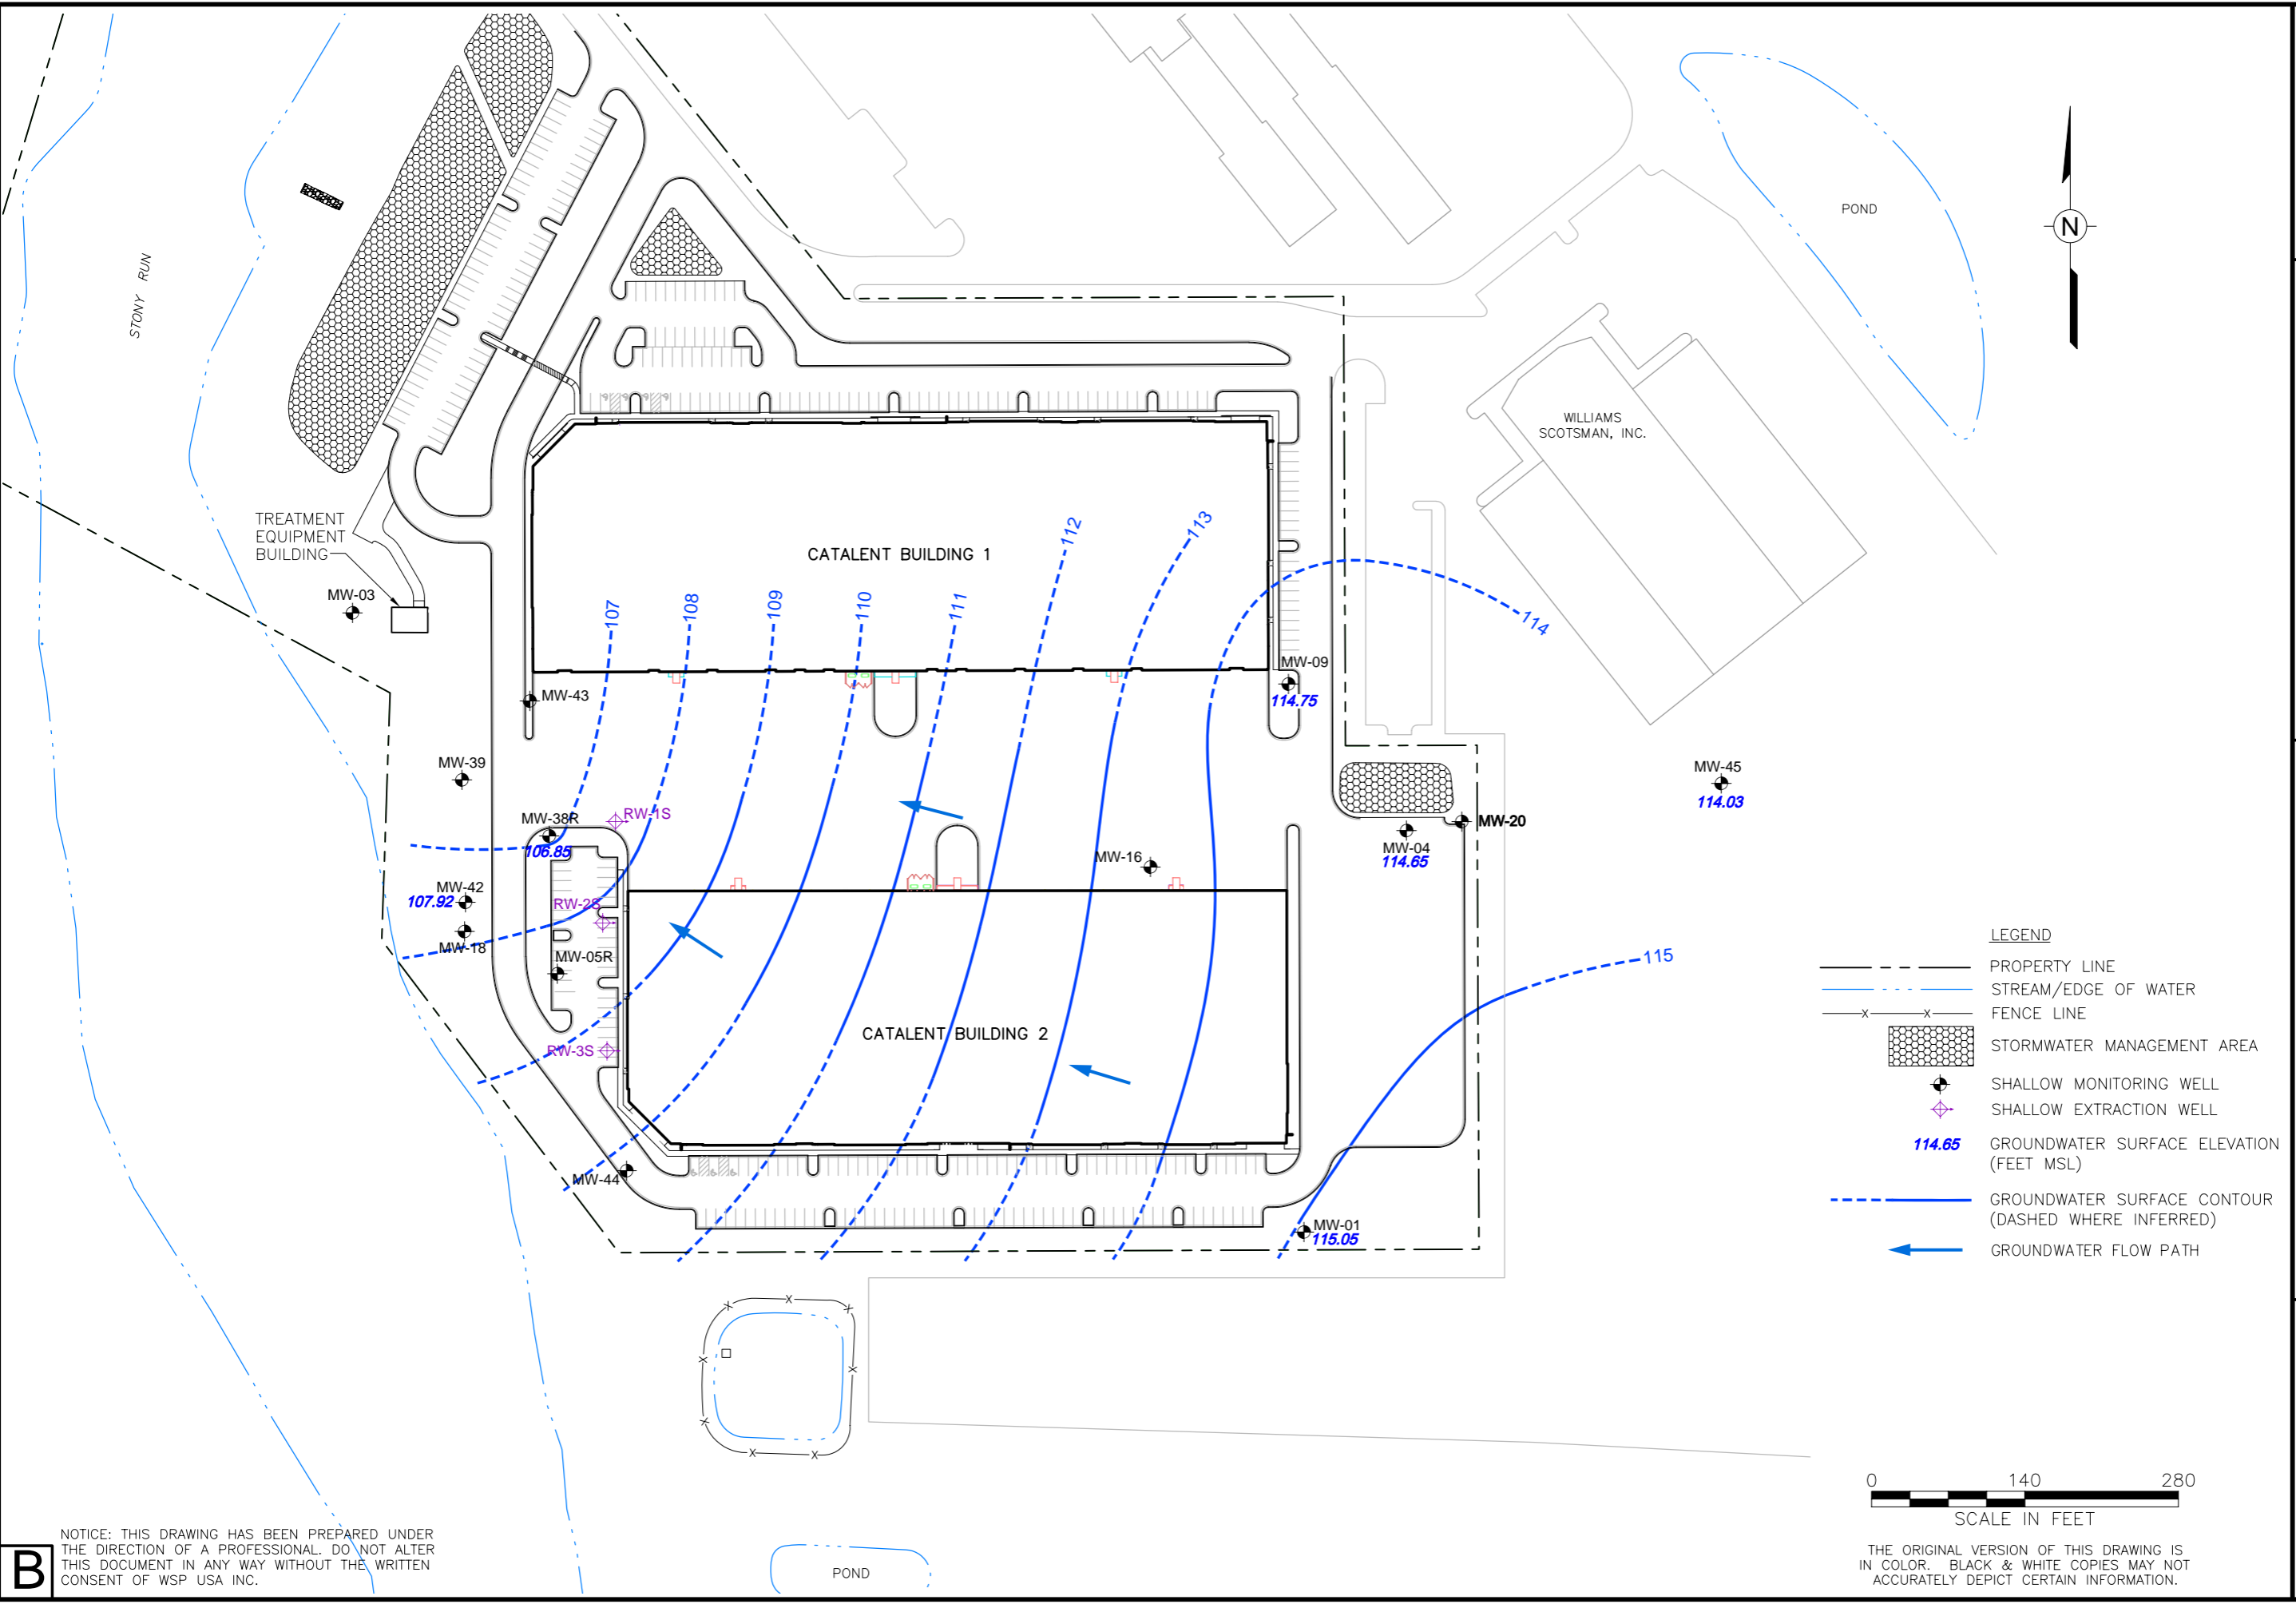 POND
N
STONY RUN
WILLIAMS
SCOTSMAN, INC.
TREATMENT
EQUIPMENT
BUILDING
CATALENT BUILDING 1
112
113
107
108
109
110
111
114
MW-03
MW-43
MW-09
114.75
MW-39
MW-45
114.03
MW-38R
106.85
RW-1S
MW-20
MW-04
114.65
MW-16
MW-42
107.92
RW-2S
MW-18
MW-05R
115
CATALENT BUILDING 2
RW-3S
MW-44
MW-01
115.05
LEGEND
PROPERTY LINE
STREAM/EDGE OF WATER
X X FENCE LINE
STORMWATER MANAGEMENT AREA
SHALLOW MONITORING WELL
SHALLOW EXTRACTION WELL
114.65 GROUNDWATER SURFACE ELEVATION
(FEET MSL)
GROUNDWATER SURFACE CONTOUR
(DASHED WHERE INFERRED)
GROUNDWATER FLOW PATH
X X X X X X X X X
0 140 280
SCALE IN FEET
THE ORIGINAL VERSION OF THIS DRAWING IS
IN COLOR. BLACK & WHITE COPIES MAY NOT
ACCURATELY DEPICT CERTAIN INFORMATION.
POND
B
NOTICE: THIS DRAWING HAS BEEN PREPARED UNDER
THE DIRECTION OF A PROFESSIONAL. DO NOT ALTER
THIS DOCUMENT IN ANY WAY WITHOUT THE WRITTEN
CONSENT OF WSP USA INC.